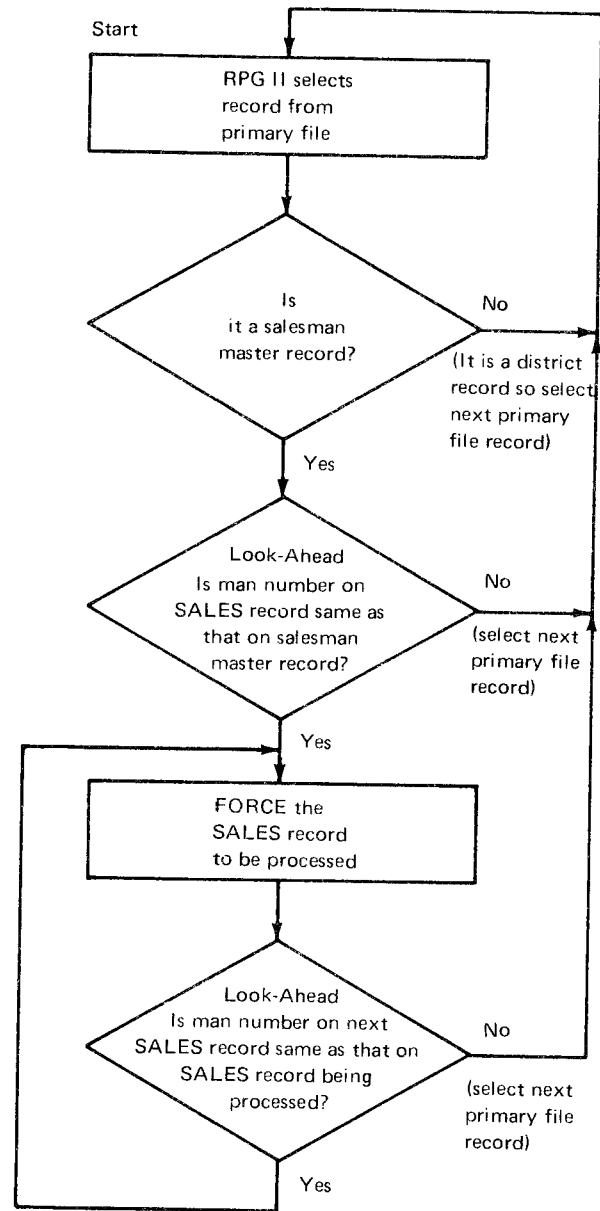 Start
RPG II selects
record from
primary file
Is
it a salesman
master record?
No
(It is a district
record so select
next primary
file record)
Yes
Look-Ahead
Is man number on
SALES record same as
that on salesman
master record?
No
(select next
primary file
record)
Yes
FORCE the
SALES record
to be processed
Look-Ahead
Is man number on next
SALES record same as that on
SALES record being
processed?
No
(select next
primary file
record)
Yes